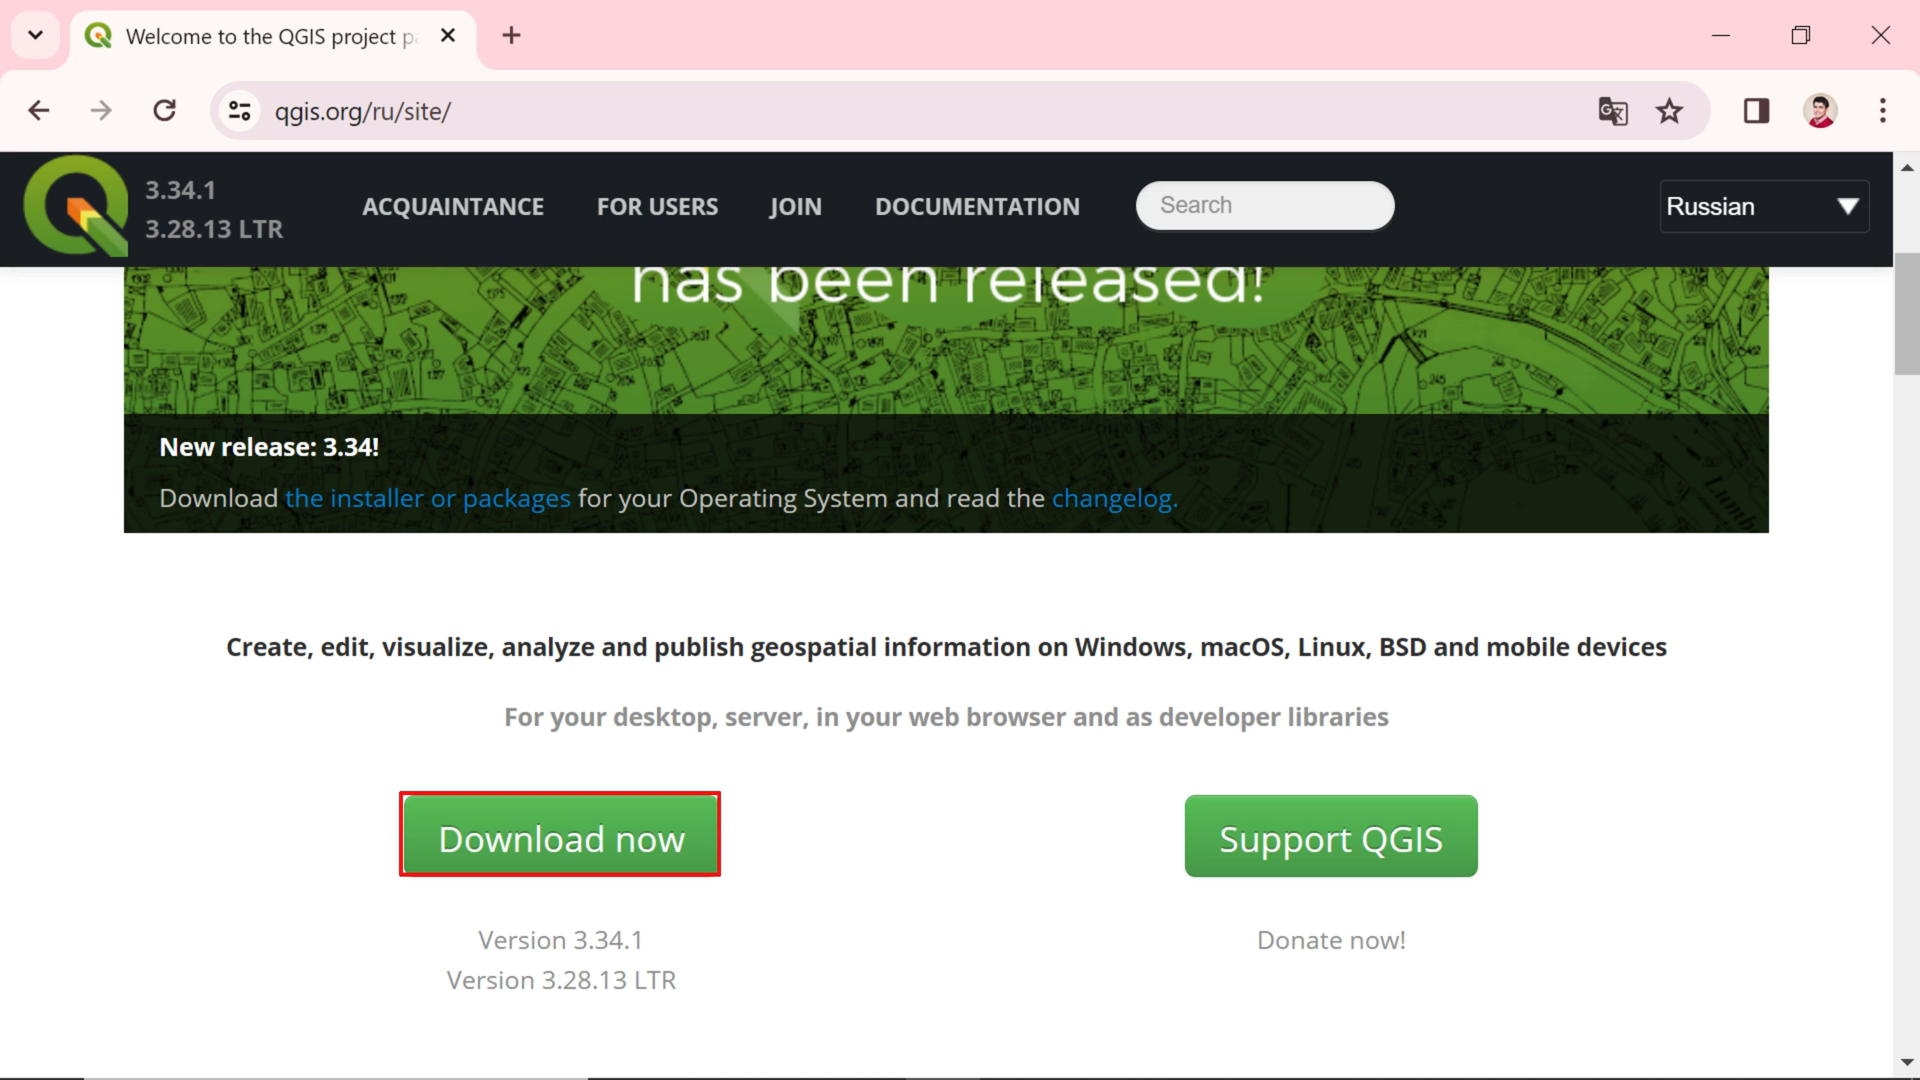 Welcome to the QGIS project pa
qgis.org/ru/site/
3.34.1
3.28.13 LTR
ACQUAINTANCE
FOR USERS
JOIN
DOCUMENTATION
Search
Russian
has been released!
New release: 3.34!
Download the installer or packages for your Operating System and read the changelog.
Create, edit, visualize, analyze and publish geospatial information on Windows, macOS, Linux, BSD and mobile devices
For your desktop, server, in your web browser and as developer libraries
Download now
Support QGIS
Version 3.34.1
Donate now!
Version 3.28.13 LTR